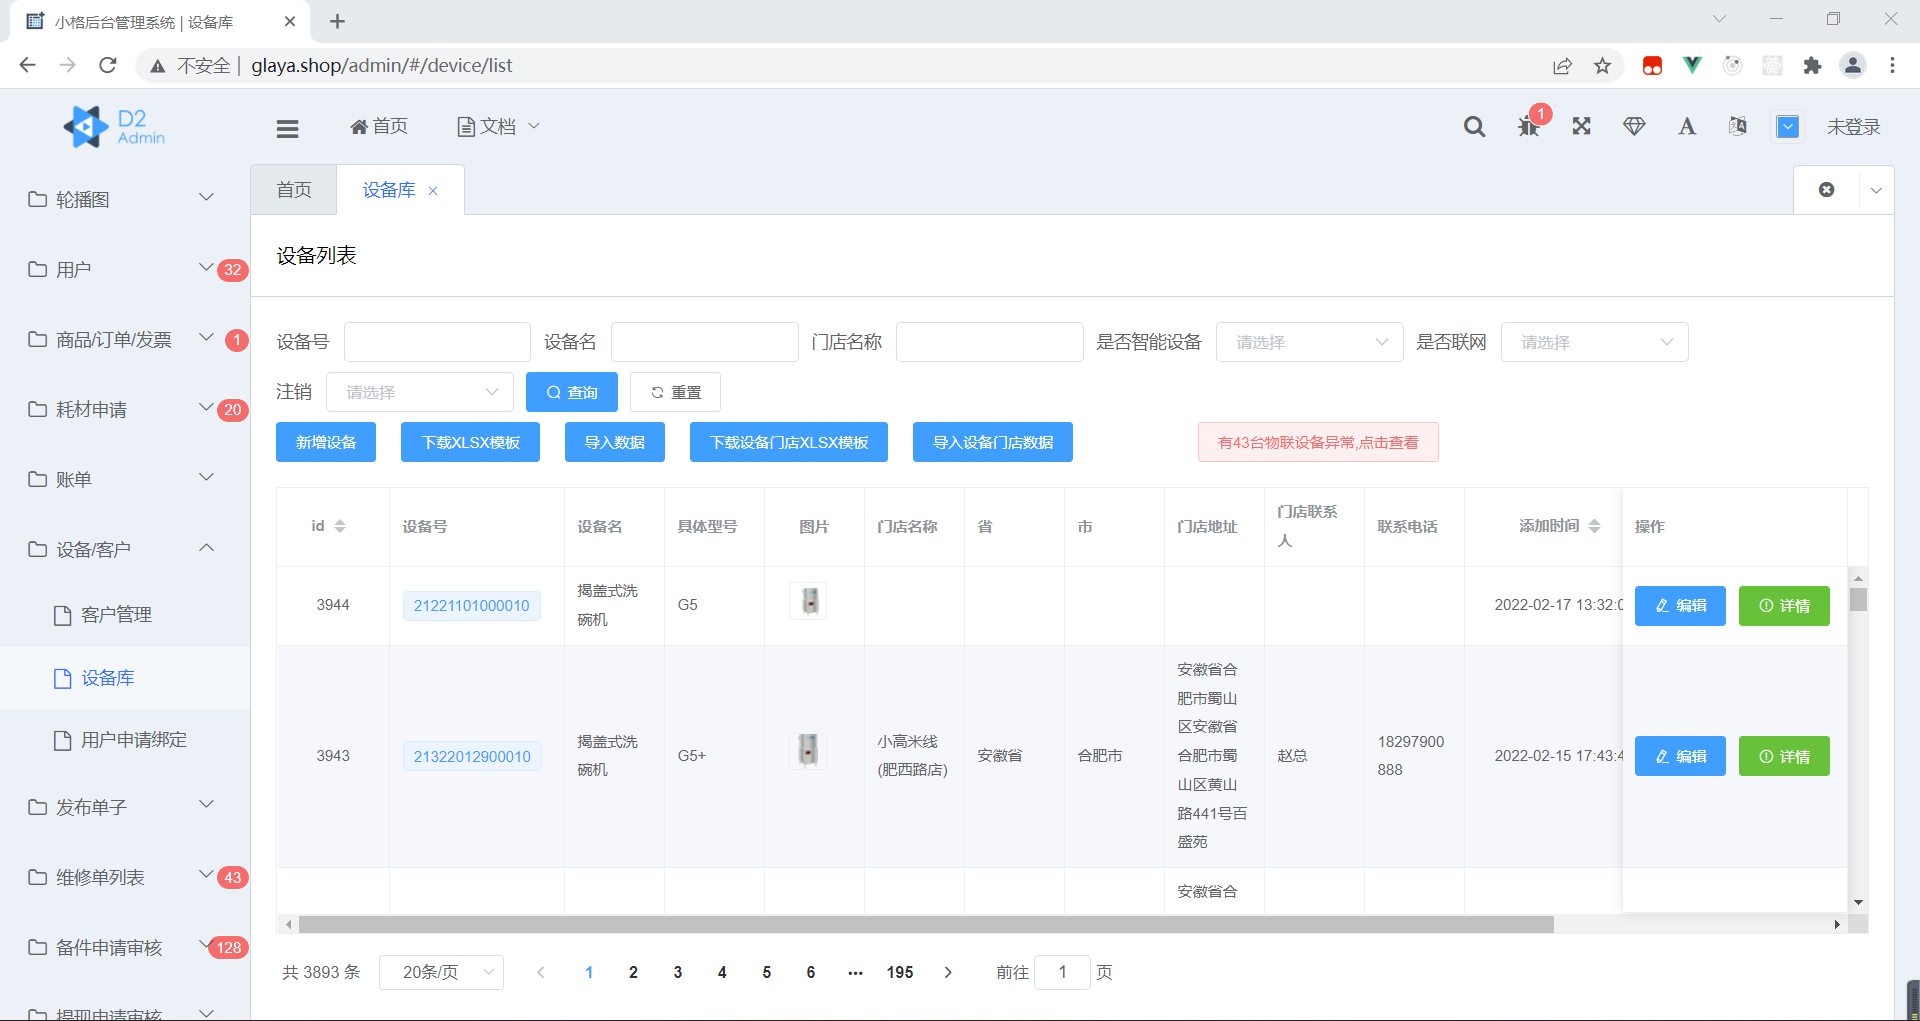 小格后台管理系统 | 设备库
不安全 | glaya.shop/admin/#/device/list
D2
Admin
首页
文档
1
未登录
轮播图
用户
32
商品/订单/发票
1
耗材申请
20
账单
设备/客户
客户管理
设备库
用户申请绑定
发布单子
维修单列表
43
备件申请审核
128
提现申请审核
首页
设备库
设备列表
设备号
设备名
门店名称
是否智能设备 请选择
是否联网 请选择
注销 请选择
查询
重置
新增设备
下载XLSX模板
导入数据
下载设备门店XLSX模板
导入设备门店数据
有43台物联设备异常,点击查看
id 设备号 设备名 具体型号 图片 门店名称 省 市 门店地址 门店联系
人 联系电话 添加时间 操作
3944 21221101000010 揭盖式洗
碗机 G5 2022-02-17 13:32:0 编辑 详情
3943 21322012900010 揭盖式洗
碗机 G5+ 小高米线
(肥西路店) 安徽省 合肥市 安徽省合
肥市蜀山
区安徽省
合肥市蜀
山区黄山
路441号百
盛苑 赵总 18297900
888 2022-02-15 17:43:4 编辑 详情
安徽省合
共 3893 条 20条/页 1 2 3 4 5 6 ••• 195 前往 1 页